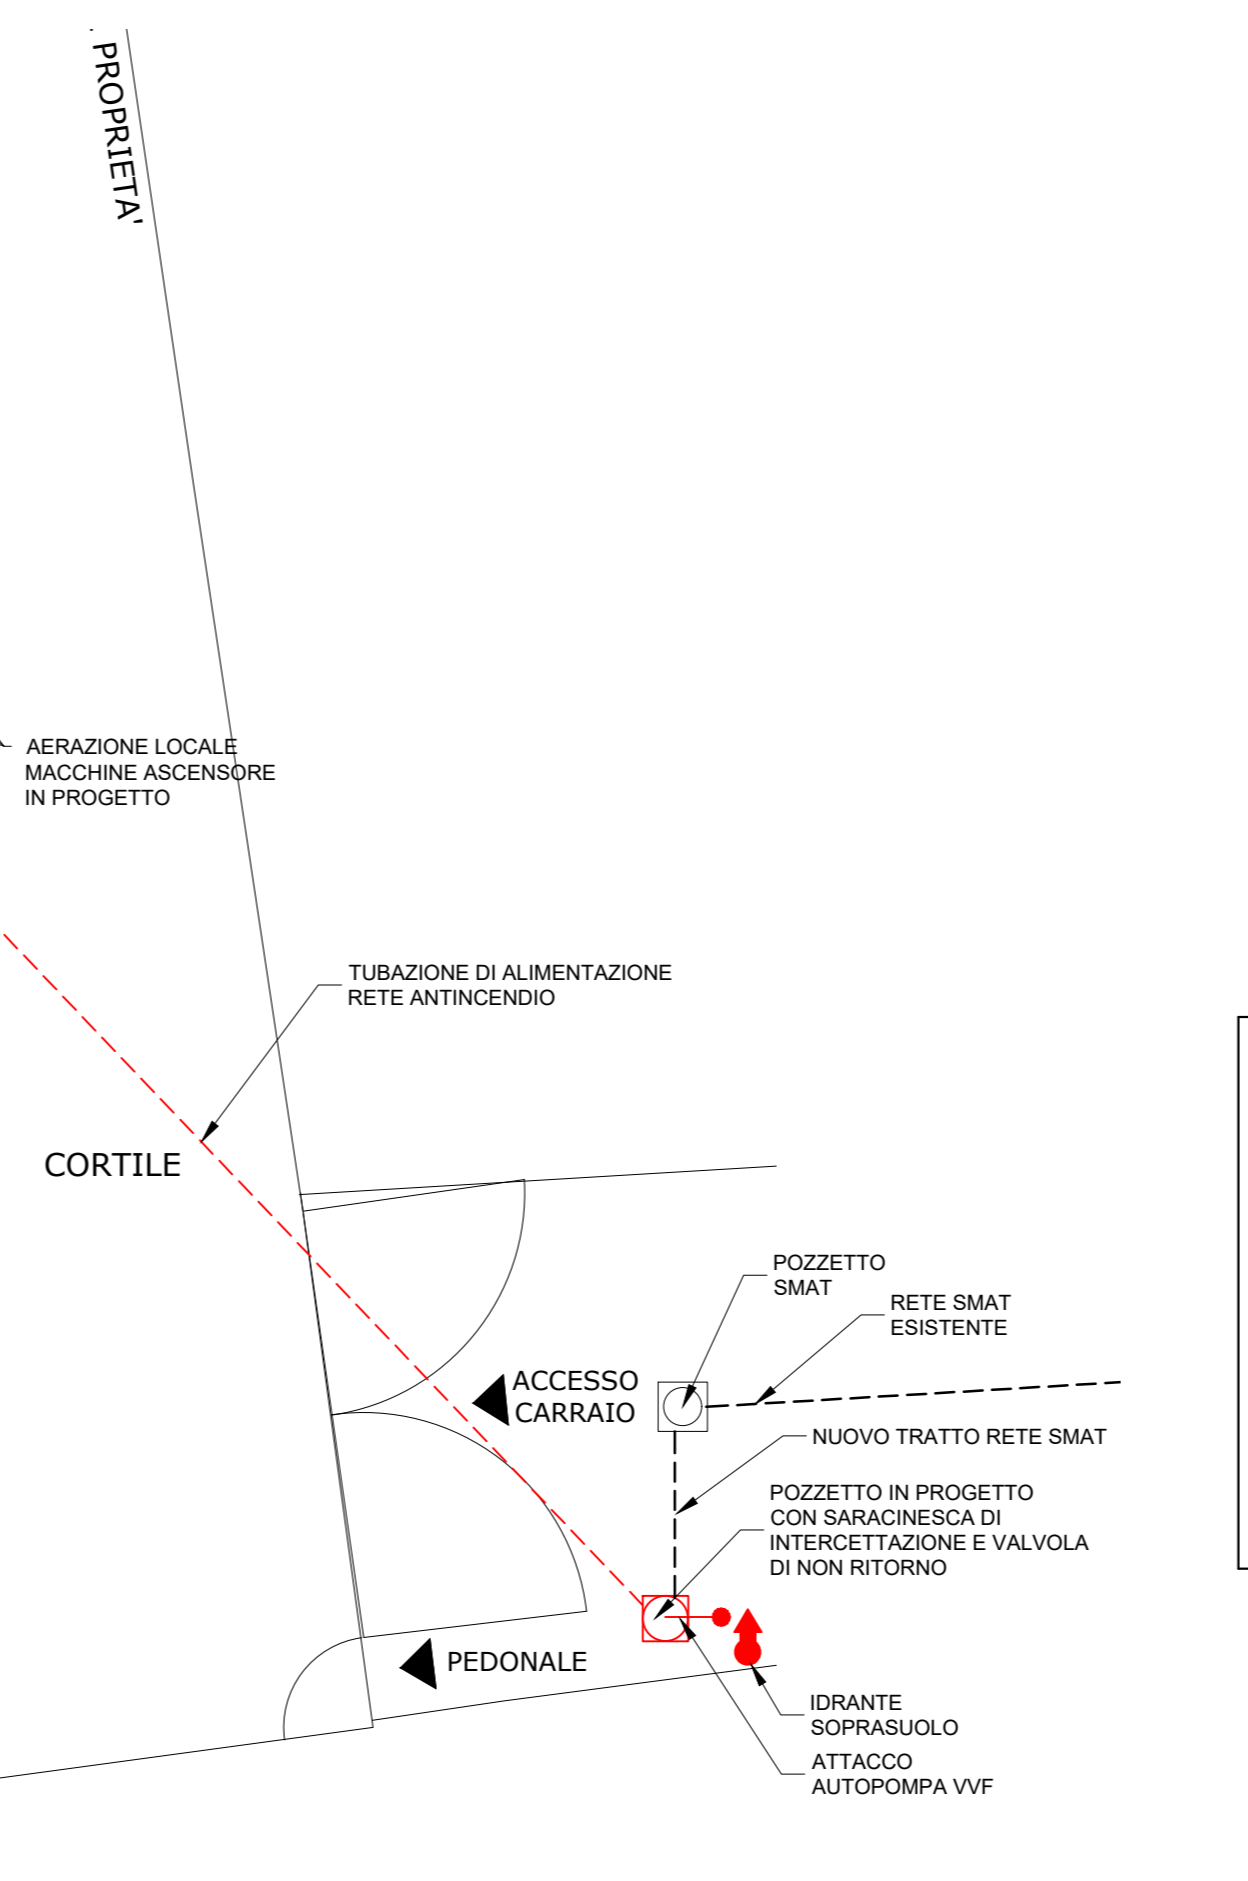 PROPRIETA'
AERAZIONE LOCALE
MACCHINE ASCENSORE
IN PROGETTO
TUBAZIONE DI ALIMENTAZIONE
RETE ANTINCENDIO
CORTILE
POZZETTO
SMAT
RETE SMAT
ESISTENTE
ACCESSO
CARRAIO
NUOVO TRATTO RETE SMAT
POZZETTO IN PROGETTO
CON SARACINESCA DI
INTERCETTAZIONE E VALVOLA
DI NON RITORNO
PEDONALE
IDRANTE
SOPRASUOLO
ATTACCO
AUTOPOMPA VVF